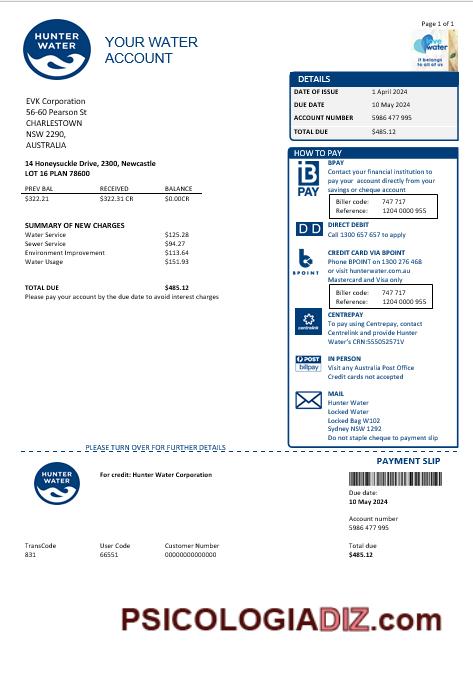 Page 1 of 1
HUNTER
WATER
YOUR WATER
ACCOUNT
love
water
it belongs
to all of us
DETAILS
DATE OF ISSUE 1 April 2024
DUE DATE 10 May 2024
ACCOUNT NUMBER 5986 477 995
TOTAL DUE $485.12
EVK Corporation
56-60 Pearson St
CHARLESTOWN
NSW 2290,
AUSTRALIA
14 Honeysuckle Drive, 2300, Newcastle
LOT 16 PLAN 78600
PREV BAL RECEIVED BALANCE
$322.21 $322.31 CR $0.00CR
SUMMARY OF NEW CHARGES
Water Service $125.28
Sewer Service $94.27
Environment Improvement $113.64
Water Usage $151.93
TOTAL DUE $485.12
Please pay your account by the due date to avoid interest charges
HOW TO PAY
B
PAY
BPAY
Contact your financial institution to
pay your account directly from your
savings or cheque account
Biller code: 747 717
Reference: 1204 0000 955
D D
DIRECT DEBIT
Call 1300 657 657 to apply
b
BPOINT
CREDIT CARD VIA BPOINT
Phone BPOINT on 1300 276 468
or visit hunterwater.com.au
Mastercard and Visa only
Biller code: 747 717
Reference: 1204 0000 955
centrelink
CENTREPAY
To pay using Centrepay, contact
Centrelink and provide Hunter
Water's CRN:555052571V
POST
billpay
IN PERSON
Visit any Australia Post Office
Credit cards not accepted
MAIL
Hunter Water
Locked Water
Locked Bag W102
Sydney NSW 1292
Do not staple cheque to payment slip
PLEASE TURN OVER FOR FURTHER DETAILS
PAYMENT SLIP
HUNTER
WATER
For credit: Hunter Water Corporation
Due date:
10 May 2024
Account number
5986 477 995
TransCode User Code Customer Number Total due
831 66551 00000000000000 $485.12
PSICOLOGIADIZ.com